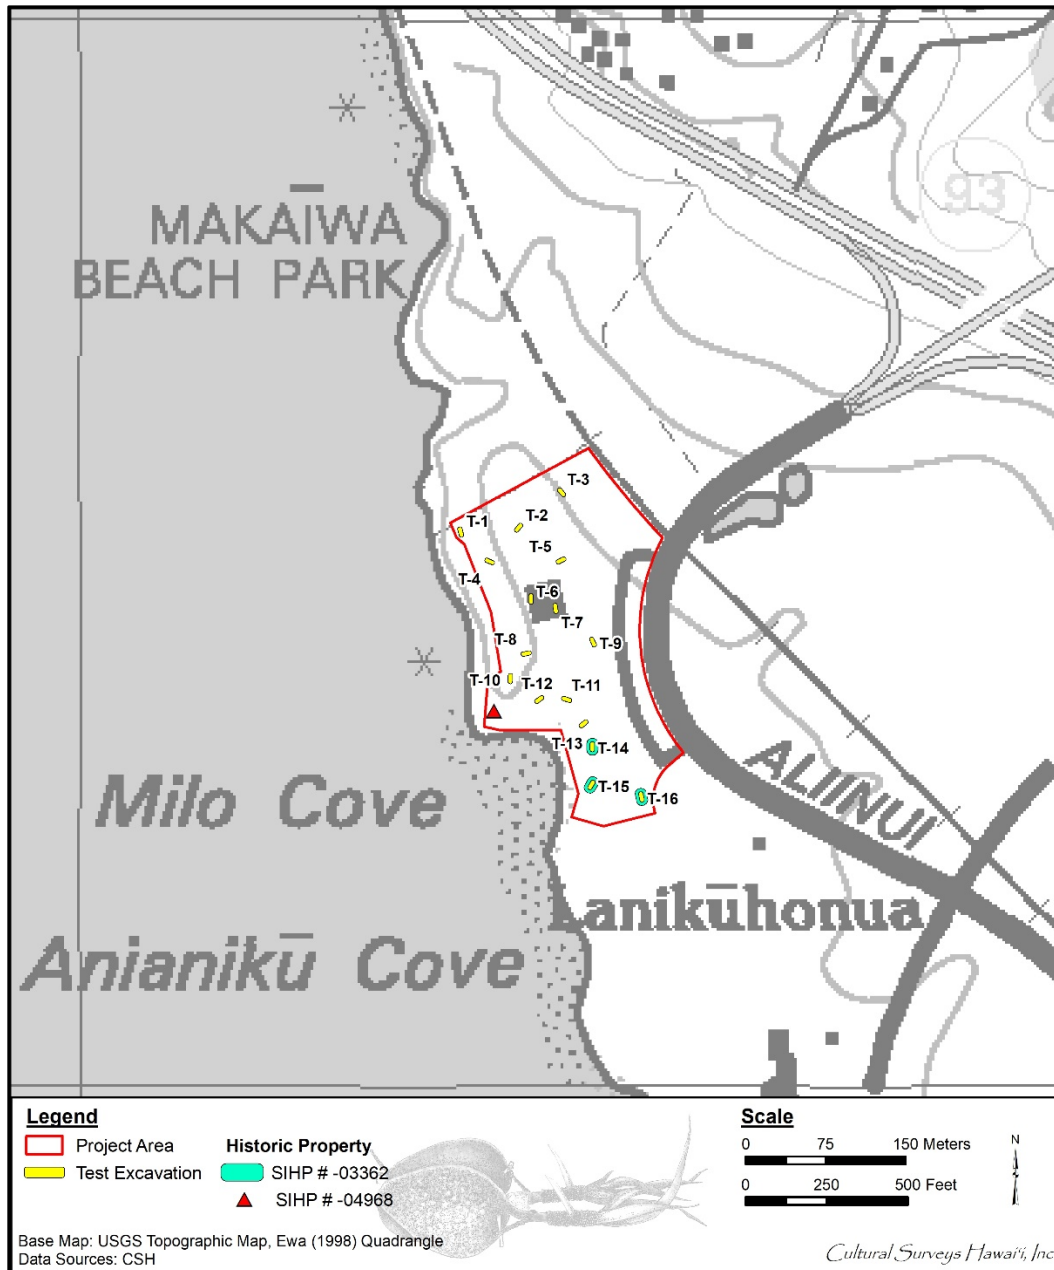 93
MAKAĪWA
BEACH PARK
T-3
T-1
T-2
T-5
T-4
T-6
T-7
T-8
T-9
T-10
T-12
T-11
T-13
T-14
T-15
T-16
ALIINUI
Milo Cove
Lanikūhonua
Anianikū Cove
Legend
Project Area
Test Excavation
Historic Property
SIHP # -03362
SIHP # -04968
Scale
0 75 150 Meters
0 250 500 Feet
N
Base Map: USGS Topographic Map, Ewa (1998) Quadrangle
Data Sources: CSH
Cultural Surveys Hawai‘i, Inc